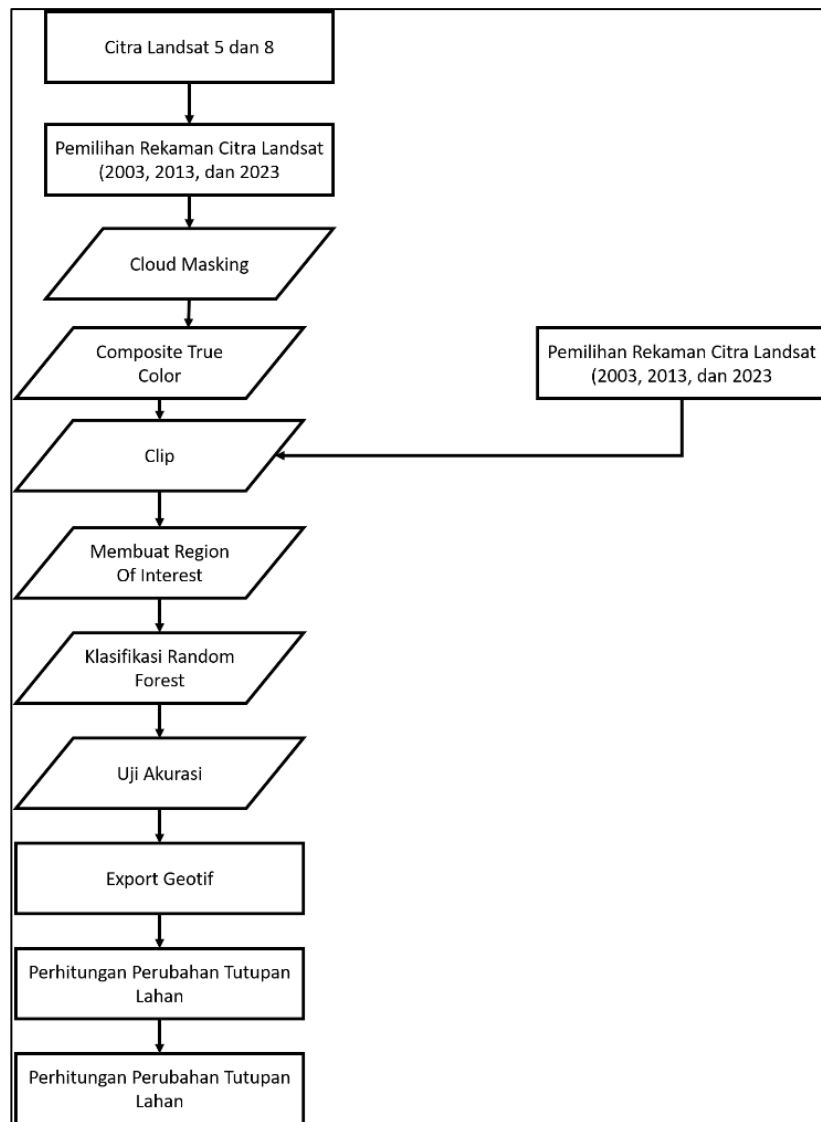 Citra Landsat 5 dan 8
Pemilihan Rekaman Citra Landsat
(2003, 2013, dan 2023
Cloud Masking
Composite True
Color
Pemilihan Rekaman Citra Landsat
(2003, 2013, dan 2023
Clip
Membuat Region
Of Interest
Klasifikasi Random
Forest
Uji Akurasi
Export Geotif
Perhitungan Perubahan Tutupan
Lahan
Perhitungan Perubahan Tutupan
Lahan